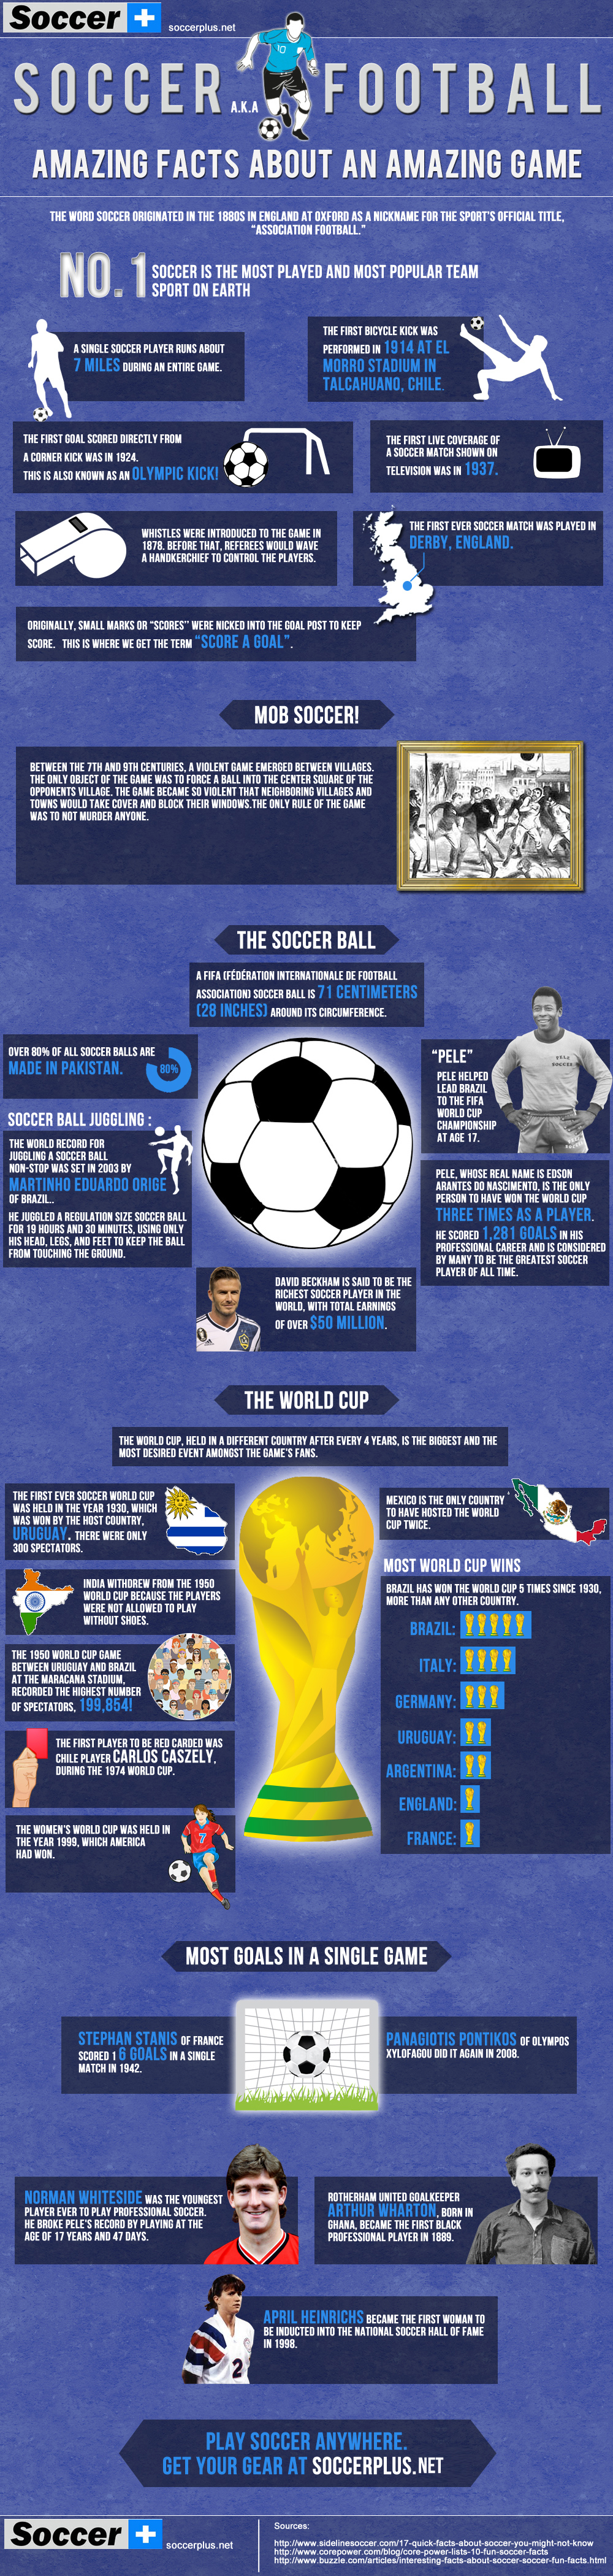 Soccer +
soccerplus.net
SOCCER A.K.A FOOTBALL
10
AMAZING FACTS ABOUT AN AMAZING GAME
THE WORD SOCCER ORIGINATED IN THE 1880S IN ENGLAND AT OXFORD AS A NICKNAME FOR THE SPORT'S OFFICIAL TITLE,
"ASSOCIATION FOOTBALL."
NO. 1 SOCCER IS THE MOST PLAYED AND MOST POPULAR TEAM
SPORT ON EARTH
A SINGLE SOCCER PLAYER RUNS ABOUT
7 MILES DURING AN ENTIRE GAME.
THE FIRST BICYCLE KICK WAS
PERFORMED IN 1914 AT EL
MORRO STADIUM IN
TALCAHUANO, CHILE.
THE FIRST GOAL SCORED DIRECTLY FROM
A CORNER KICK WAS IN 1924.
THIS IS ALSO KNOWN AS AN OLYMPIC KICK!
THE FIRST LIVE COVERAGE OF
A SOCCER MATCH SHOWN ON
TELEVISION WAS IN 1937.
WHISTLES WERE INTRODUCED TO THE GAME IN
1878. BEFORE THAT, REFEREES WOULD WAVE
A HANDKERCHIEF TO CONTROL THE PLAYERS.
THE FIRST EVER SOCCER MATCH WAS PLAYED IN
DERBY, ENGLAND.
ORIGINALLY, SMALL MARKS OR "SCORES" WERE NICKED INTO THE GOAL POST TO KEEP
SCORE. THIS IS WHERE WE GET THE TERM "SCORE A GOAL".
MOB SOCCER!
BETWEEN THE 7TH AND 9TH CENTURIES, A VIOLENT GAME EMERGED BETWEEN VILLAGES.
THE ONLY OBJECT OF THE GAME WAS TO FORCE A BALL INTO THE CENTER SQUARE OF THE
OPPONENTS VILLAGE. THE GAME BECAME SO VIOLENT THAT NEIGHBORING VILLAGES AND
TOWNS WOULD TAKE COVER AND BLOCK THEIR WINDOWS.THE ONLY RULE OF THE GAME
WAS TO NOT MURDER ANYONE.
THE SOCCER BALL
A FIFA (FÉDÉRATION INTERNATIONALE DE FOOTBALL
ASSOCIATION) SOCCER BALL IS 71 CENTIMETERS
(28 INCHES) AROUND ITS CIRCUMFERENCE.
OVER 80% OF ALL SOCCER BALLS ARE
MADE IN PAKISTAN.
80%
SOCCER BALL JUGGLING :
THE WORLD RECORD FOR
JUGGLING A SOCCER BALL
NON-STOP WAS SET IN 2003 BY
MARTINHO EDUARDO ORIGE
OF BRAZIL..
HE JUGGLED A REGULATION SIZE SOCCER BALL
FOR 19 HOURS AND 30 MINUTES, USING ONLY
HIS HEAD, LEGS, AND FEET TO KEEP THE BALL
FROM TOUCHING THE GROUND.
"PELE"
PELE HELPED
LEAD BRAZIL
TO THE FIFA
WORLD CUP
CHAMPIONSHIP
AT AGE 17.
PELE
SOCCER
PELE, WHOSE REAL NAME IS EDSON
ARANTES DO NASCIMENTO, IS THE ONLY
PERSON TO HAVE WON THE WORLD CUP
THREE TIMES AS A PLAYER.
HE SCORED 1,281 GOALS IN HIS
PROFESSIONAL CAREER AND IS CONSIDERED
BY MANY TO BE THE GREATEST SOCCER
PLAYER OF ALL TIME.
DAVID BECKHAM IS SAID TO BE THE
RICHEST SOCCER PLAYER IN THE
WORLD, WITH TOTAL EARNINGS
OF OVER $50 MILLION.
THE WORLD CUP
THE WORLD CUP, HELD IN A DIFFERENT COUNTRY AFTER EVERY 4 YEARS, IS THE BIGGEST AND THE
MOST DESIRED EVENT AMONGST THE GAME'S FANS.
THE FIRST EVER SOCCER WORLD CUP
WAS HELD IN THE YEAR 1930, WHICH
WAS WON BY THE HOST COUNTRY,
URUGUAY. THERE WERE ONLY
300 SPECTATORS.
INDIA WITHDREW FROM THE 1950
WORLD CUP BECAUSE THE PLAYERS
WERE NOT ALLOWED TO PLAY
WITHOUT SHOES.
THE 1950 WORLD CUP GAME
BETWEEN URUGUAY AND BRAZIL
AT THE MARACANA STADIUM,
RECORDED THE HIGHEST NUMBER
OF SPECTATORS, 199,854!
THE FIRST PLAYER TO BE RED CARDED WAS
CHILE PLAYER CARLOS CASZELY,
DURING THE 1974 WORLD CUP.
THE WOMEN'S WORLD CUP WAS HELD IN
THE YEAR 1999, WHICH AMERICA
HAD WON.
7
MEXICO IS THE ONLY COUNTRY
TO HAVE HOSTED THE WORLD
CUP TWICE.
MOST WORLD CUP WINS
BRAZIL HAS WON THE WORLD CUP 5 TIMES SINCE 1930,
MORE THAN ANY OTHER COUNTRY.
BRAZIL:
ITALY:
GERMANY:
URUGUAY:
ARGENTINA:
ENGLAND:
FRANCE:
MOST GOALS IN A SINGLE GAME
STEPHAN STANIS OF FRANCE
SCORED 1 6 GOALS IN A SINGLE
MATCH IN 1942.
PANAGIOTIS PONTIKOS OF OLYMPOS
XYLOFAGOU DID IT AGAIN IN 2008.
NORMAN WHITESIDE WAS THE YOUNGEST
PLAYER EVER TO PLAY PROFESSIONAL SOCCER.
HE BROKE PELE'S RECORD BY PLAYING AT THE
AGE OF 17 YEARS AND 47 DAYS.
ROTHERHAM UNITED GOALKEEPER
ARTHUR WHARTON, BORN IN
GHANA, BECAME THE FIRST BLACK
PROFESSIONAL PLAYER IN 1889.
APRIL HEINRICHS BECAME THE FIRST WOMAN TO
BE INDUCTED INTO THE NATIONAL SOCCER HALL OF FAME
IN 1998.
2
PLAY SOCCER ANYWHERE.
GET YOUR GEAR AT SOCCERPLUS.NET
Soccer +
soccerplus.net
Sources:
http://www.sidelinesoccer.com/17-quick-facts-about-soccer-you-might-not-know
http://www.corepower.com/blog/core-power-lists-10-fun-soccer-facts
http://www.buzzle.com/articles/interesting-facts-about-soccer-soccer-fun-facts.html